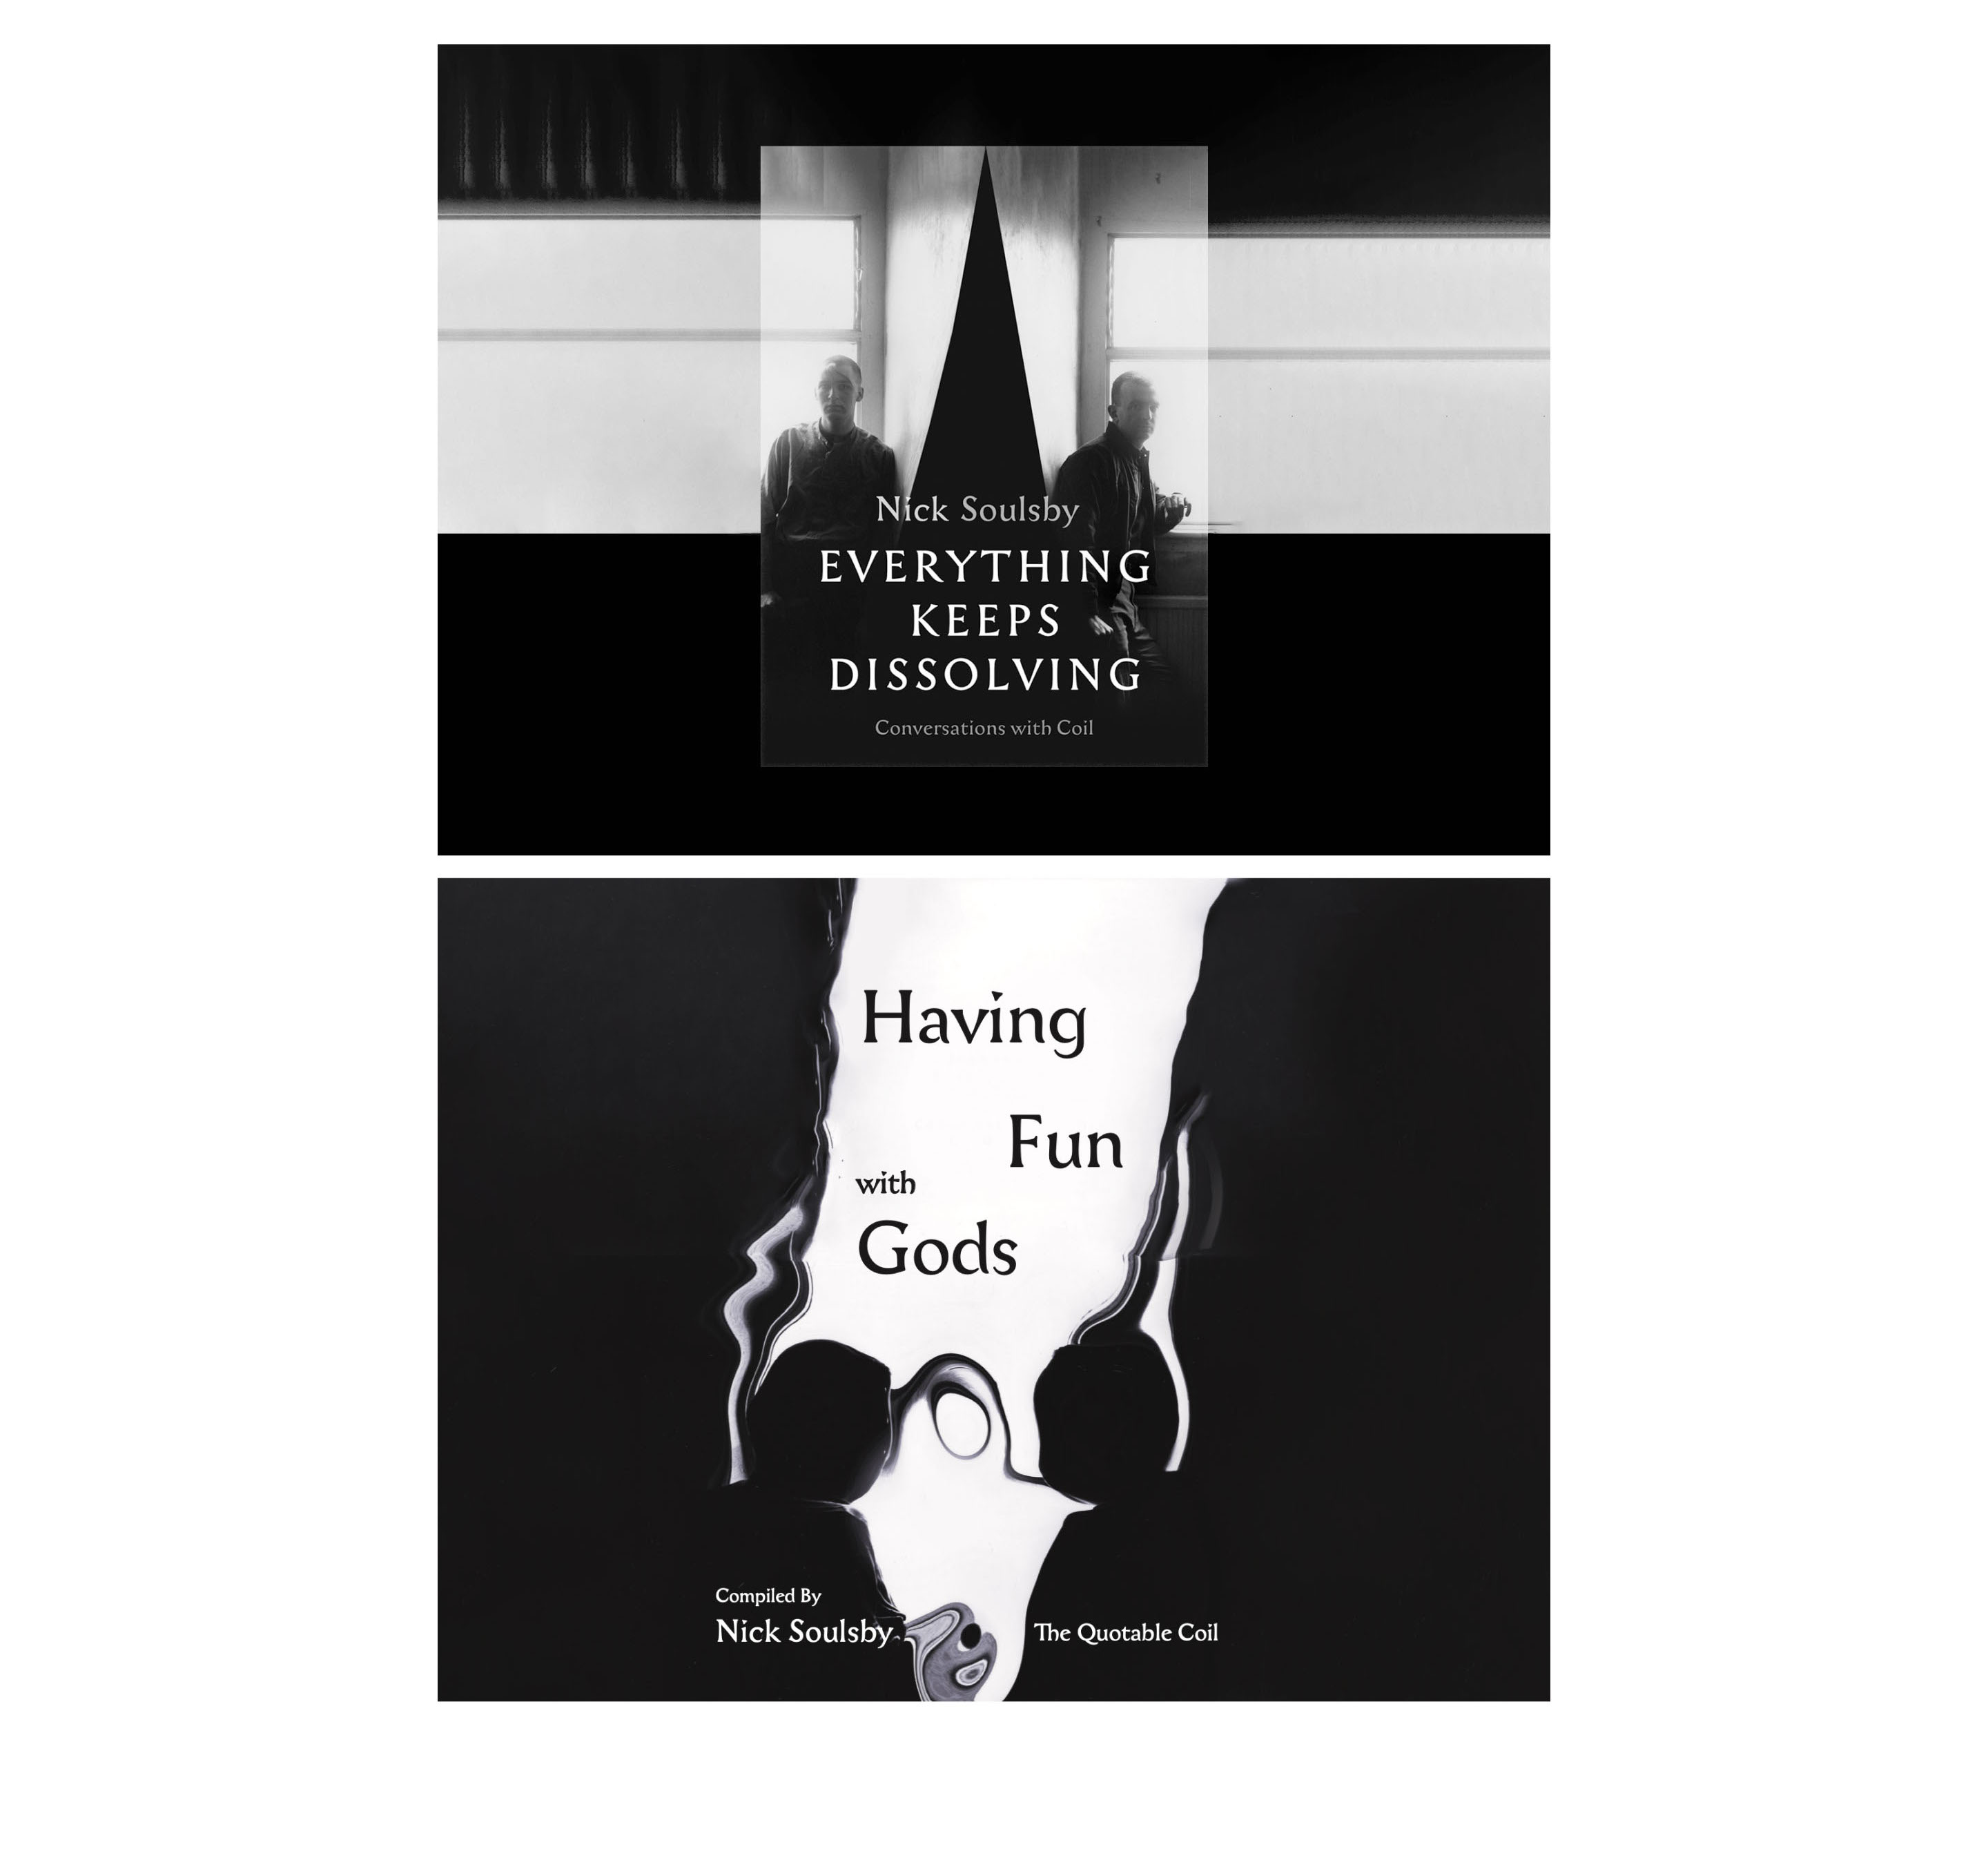 Nick Soulsby
EVERYTHING
KEEPS
DISSOLVING
Conversations with Coil
Having
Fun
with
Gods
Compiled By
Nick Soulsby
The Quotable Coil